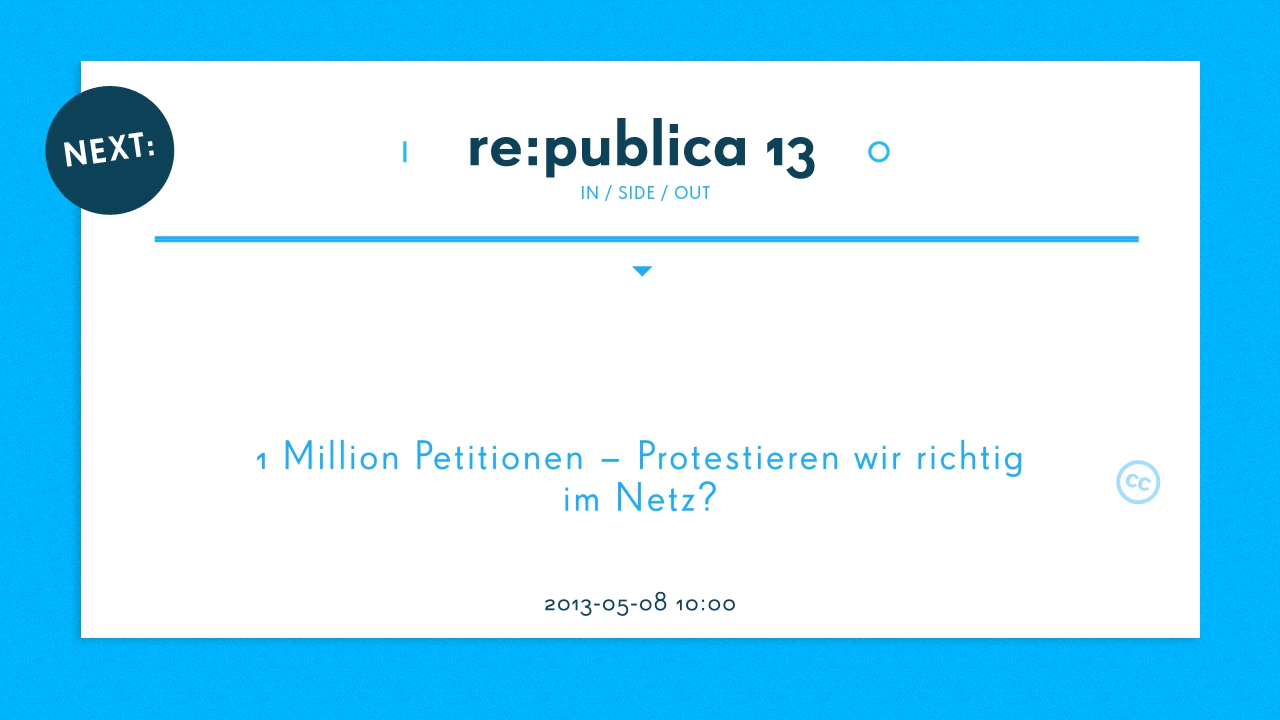 NEXT:
I re:publica 13 O
IN / SIDE / OUT
1 Million Petitionen – Protestieren wir richtig
im Netz?
cc
2013-05-08 10:00